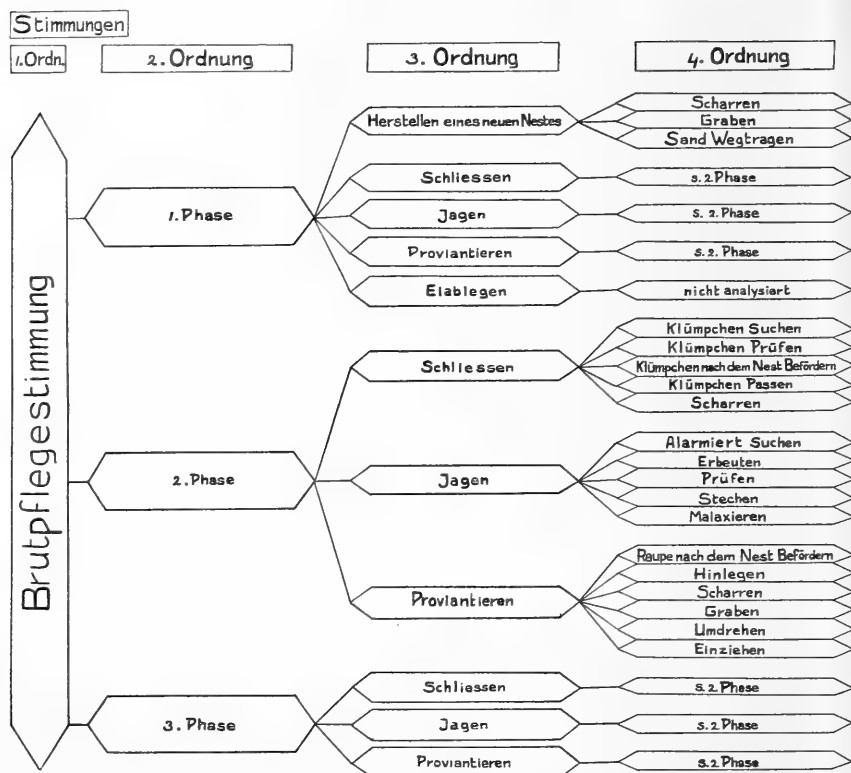 Stimmungen
1.Ordn.
2.Ordnung
3. Ordnung
4. Ordnung
Brutpflegestimmung
1. Phase
Herstellen eines neuen Nestes
Scharren
Graben
Sand Wegtragen
Schliessen
s. 2 Phase
Jagen
s. 2. Phase
Proviantieren
s. 2. Phase
Eiablegen
nicht analysiert
2. Phase
Schliessen
Klümpchen Suchen
Klümpchen Prüfen
Klümpchen nach dem Nest Befördern
Klümpchen Passen
Scharren
Jagen
Alarmiert Suchen
Erbeuten
Prüfen
Stechen
Malaxieren
Proviantieren
Raupe nach dem Nest Befördern
Hinlegen
Scharren
Graben
Umdrehen
Einziehen
3. Phase
Schliessen
s. 2 Phase
Jagen
s. 2 Phase
Proviantieren
s. 2 Phase